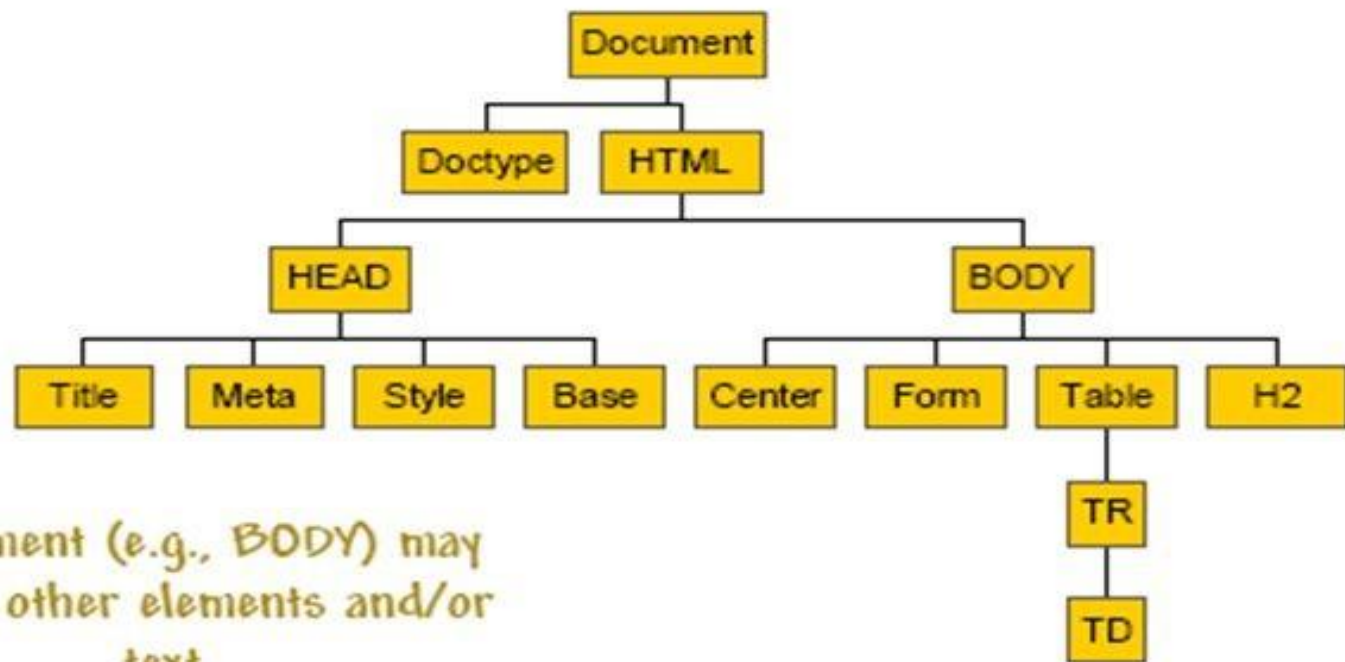 Document
Doctype HTML
HEAD BODY
Title Meta Style Base Center Form Table H2
TR
(e.g., BODY) may
other elements and/or
TD
text